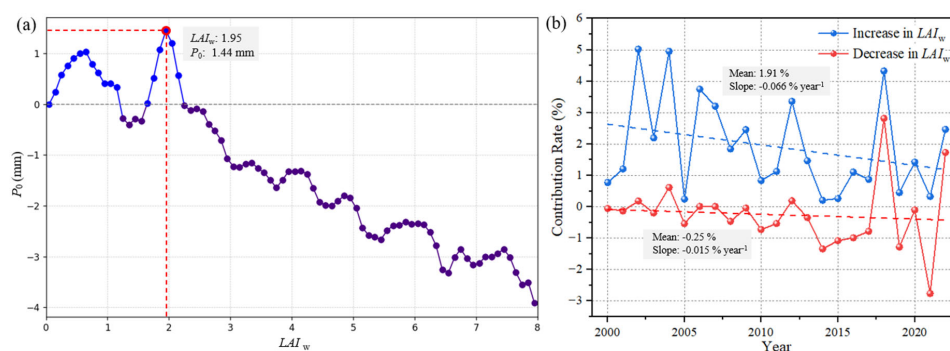 (a)
LAIw: 1.95
P0: 1.44 mm
1
0
−1
−2
−3
−4
P0 (mm)
0 1 2 3 4 5 6 7 8
LAIw
(b)
Increase in LAIw
Decrease in LAIw
Mean: 1.91 %
Slope: -0.066 % year-1
Mean: -0.25 %
Slope: -0.015 % year-1
6
5
4
3
2
1
0
−1
−2
−3
Contribution Rate (%)
2000 2005 2010 2015 2020
Year